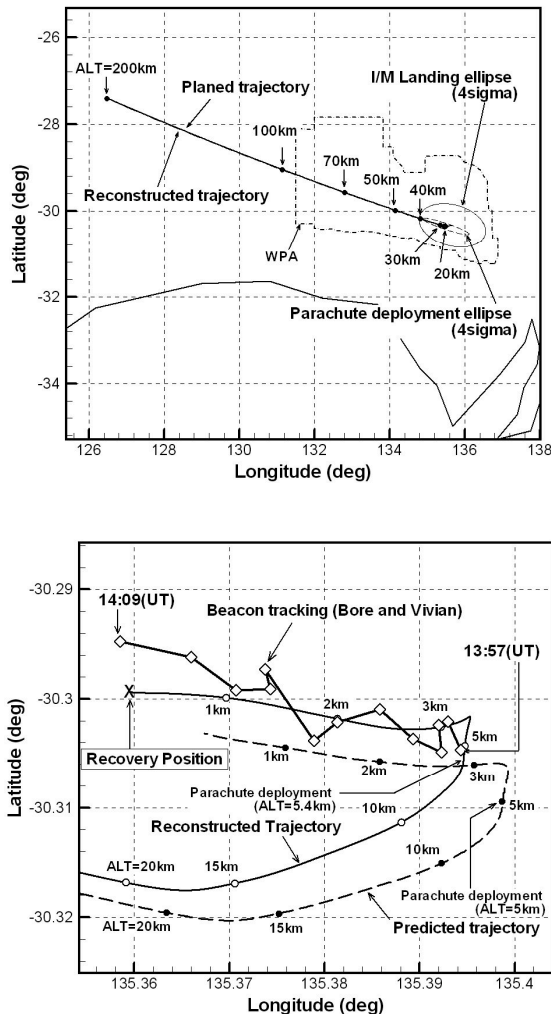 -26
ALT=200km
I/M Landing ellipse
(4sigma)
Planed trajectory
-28
100km
70km
50km
40km
Reconstructed trajectory
-30
WPA
30km
20km
-32
Parachute deployment ellipse
(4sigma)
-34
Latitude (deg)
126
128
130
132
134
136
138
Longitude (deg)
-30.29
14:09(UT)
Beacon tracking (Bore and Vivian)
13:57(UT)
-30.3
X
1km
2km
3km
5km
Recovery Position
1km
2km
3km
Parachute deployment
(ALT=5.4km)
-30.31
Reconstructed Trajectory
10km
5km
ALT=20km
15km
10km
Parachute deployment
(ALT=5km)
-30.32
ALT=20km
15km
Predicted trajectory
Latitude (deg)
135.36
135.37
135.38
135.39
135.4
Longitude (deg)